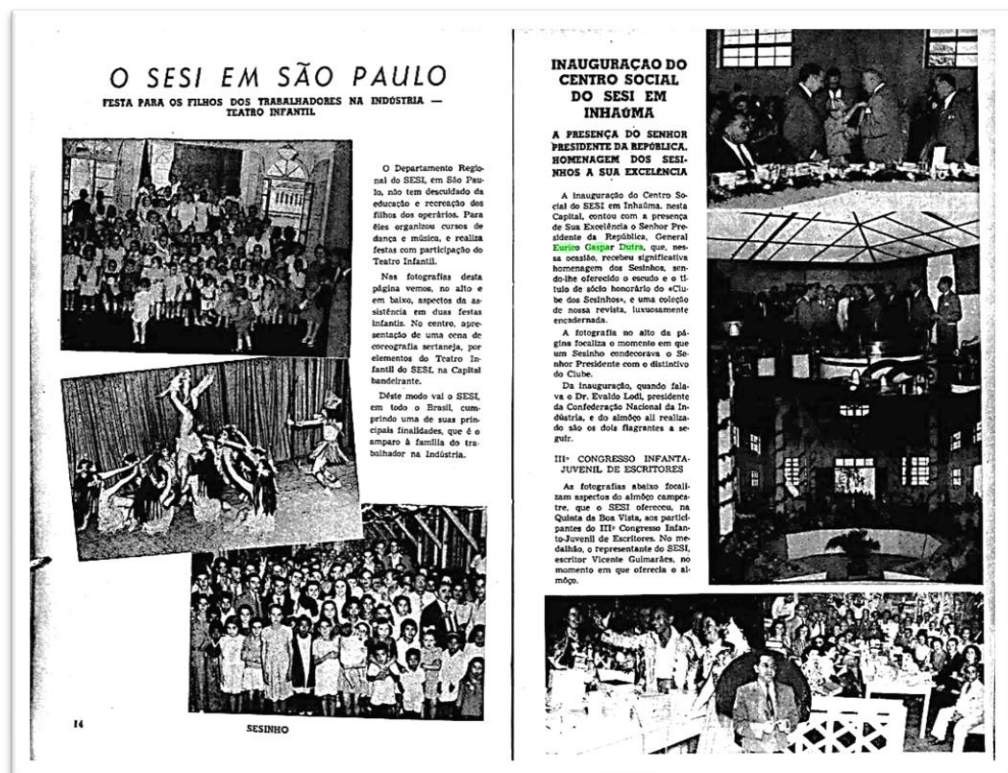 O SESI EM SÃO PAULO
FESTA PARA OS FILHOS DOS TRABALHADORES NA INDÚSTRIA —
TEATRO INFANTIL
O Departamento Regio-
nal do SESI, em São Pau-
lo, não tem descuidado da
educação e recreação dos
filhos dos operários. Para
êles organizou cursos de
dança e música, e realiza
festas com participação do
Teatro Infantil.
Nas fotografias desta
página vemos, no alto e
em baixo, aspectos da as-
sistência em duas festas
infantis. No centro, apre-
sentação de uma cena de
coreografia sertaneja, por
elementos do Teatro In-
fantil do SESI, na Capital
bandeirante.
Dêste modo vai o SESI,
em todo o Brasil, cum-
prindo uma de suas prin-
cipais finalidades, que é o
amparo à família do tra-
balhador na Indústria.
14
SESINHO
INAUGURAÇAO DO
CENTRO SOCIAL
DO SESI EM
INHAÚMA
A PRESENÇA DO SENHOR
PRESIDENTE DA REPÚBLICA.
HOMENAGEM DOS SESI-
NHOS A SUA EXCELÊNCIA
A inauguração do Centro So-
cial do SESI em Inhaúma, nesta
Capital, contou com a presença
de Sua Excelência o Senhor Pre-
sidente da República, General
Eurico Gaspar Dutra, que, nes-
sa ocasião, recebeu significativa
homenagem dos Sesinhos, sen-
do-lhe oferecido o escudo e o tí-
tulo de sócio honorário do «Clu-
be dos Sesinhos», e uma coleção
de nossa revista, luxuosamente
encadernada.
A fotografia no alto da pá-
gina focaliza o momento em que
um Sesinho condecorava o Se-
nhor Presidente com o distintivo
do Clube.
Da inauguração, quando fala-
va o Dr. Evaldo Lodi, presidente
da Confederação Nacional da In-
dústria, e do almôço ali realiza-
do são os dois flagrantes a se-
guir.
IIIº CONGRESSO INFANTA-
JUVENIL DE ESCRITORES
As fotografias abaixo focali-
zam aspectos do almôço campes-
tre, que o SESI ofereceu, na
Quinta da Boa Vista, aos partici-
pantes do IIIº Congresso Infan-
to-Juvenil de Escritores. No me-
dalhão, o representante do SESI,
escritor Vicente Guimarães, no
momento em que oferecia o al-
môço.